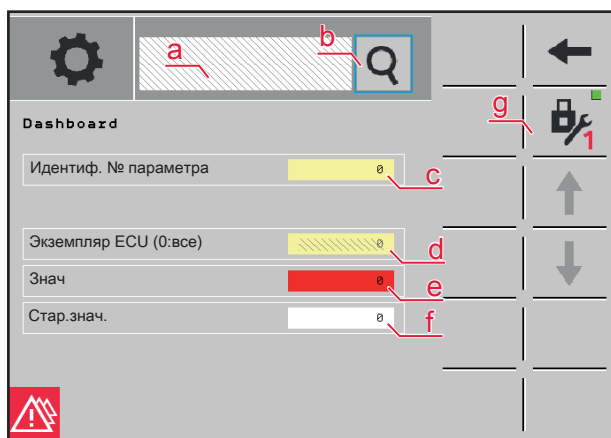 a
b
g
Dashboard
1
Идентиф. № параметра 0
c
Экземпляр ECU (0:все) 0
d
Знач 0
e
Стар.знач. 0
f